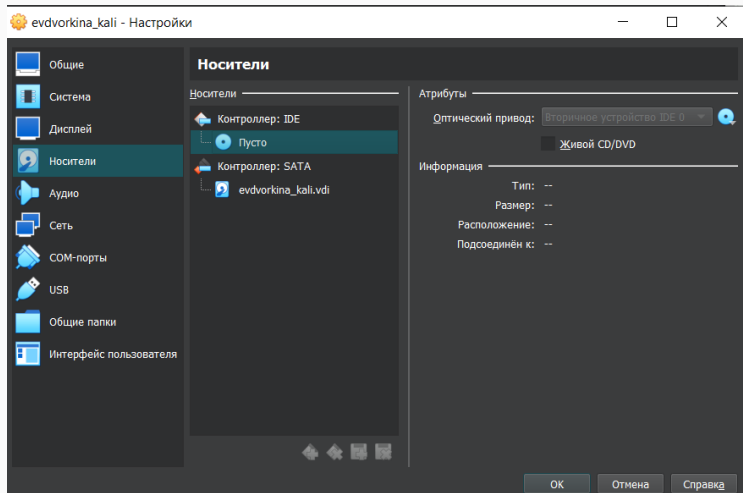 evdvorkina_kali - Настройки
Общие
Система
Дисплей
Носители
Аудио
Сеть
COM-порты
USB
Общие папки
Интерфейс пользователя
Носители
Носители
Контроллер: IDE
Пусто
Контроллер: SATA
evdvorkina_kali.vdi
Атрибуты
Оптический привод: Вторичное устройство IDE 0
Живой CD/DVD
Информация
Тип: --
Размер: --
Расположение: --
Подсоединён к: --
OK Отмена Справка